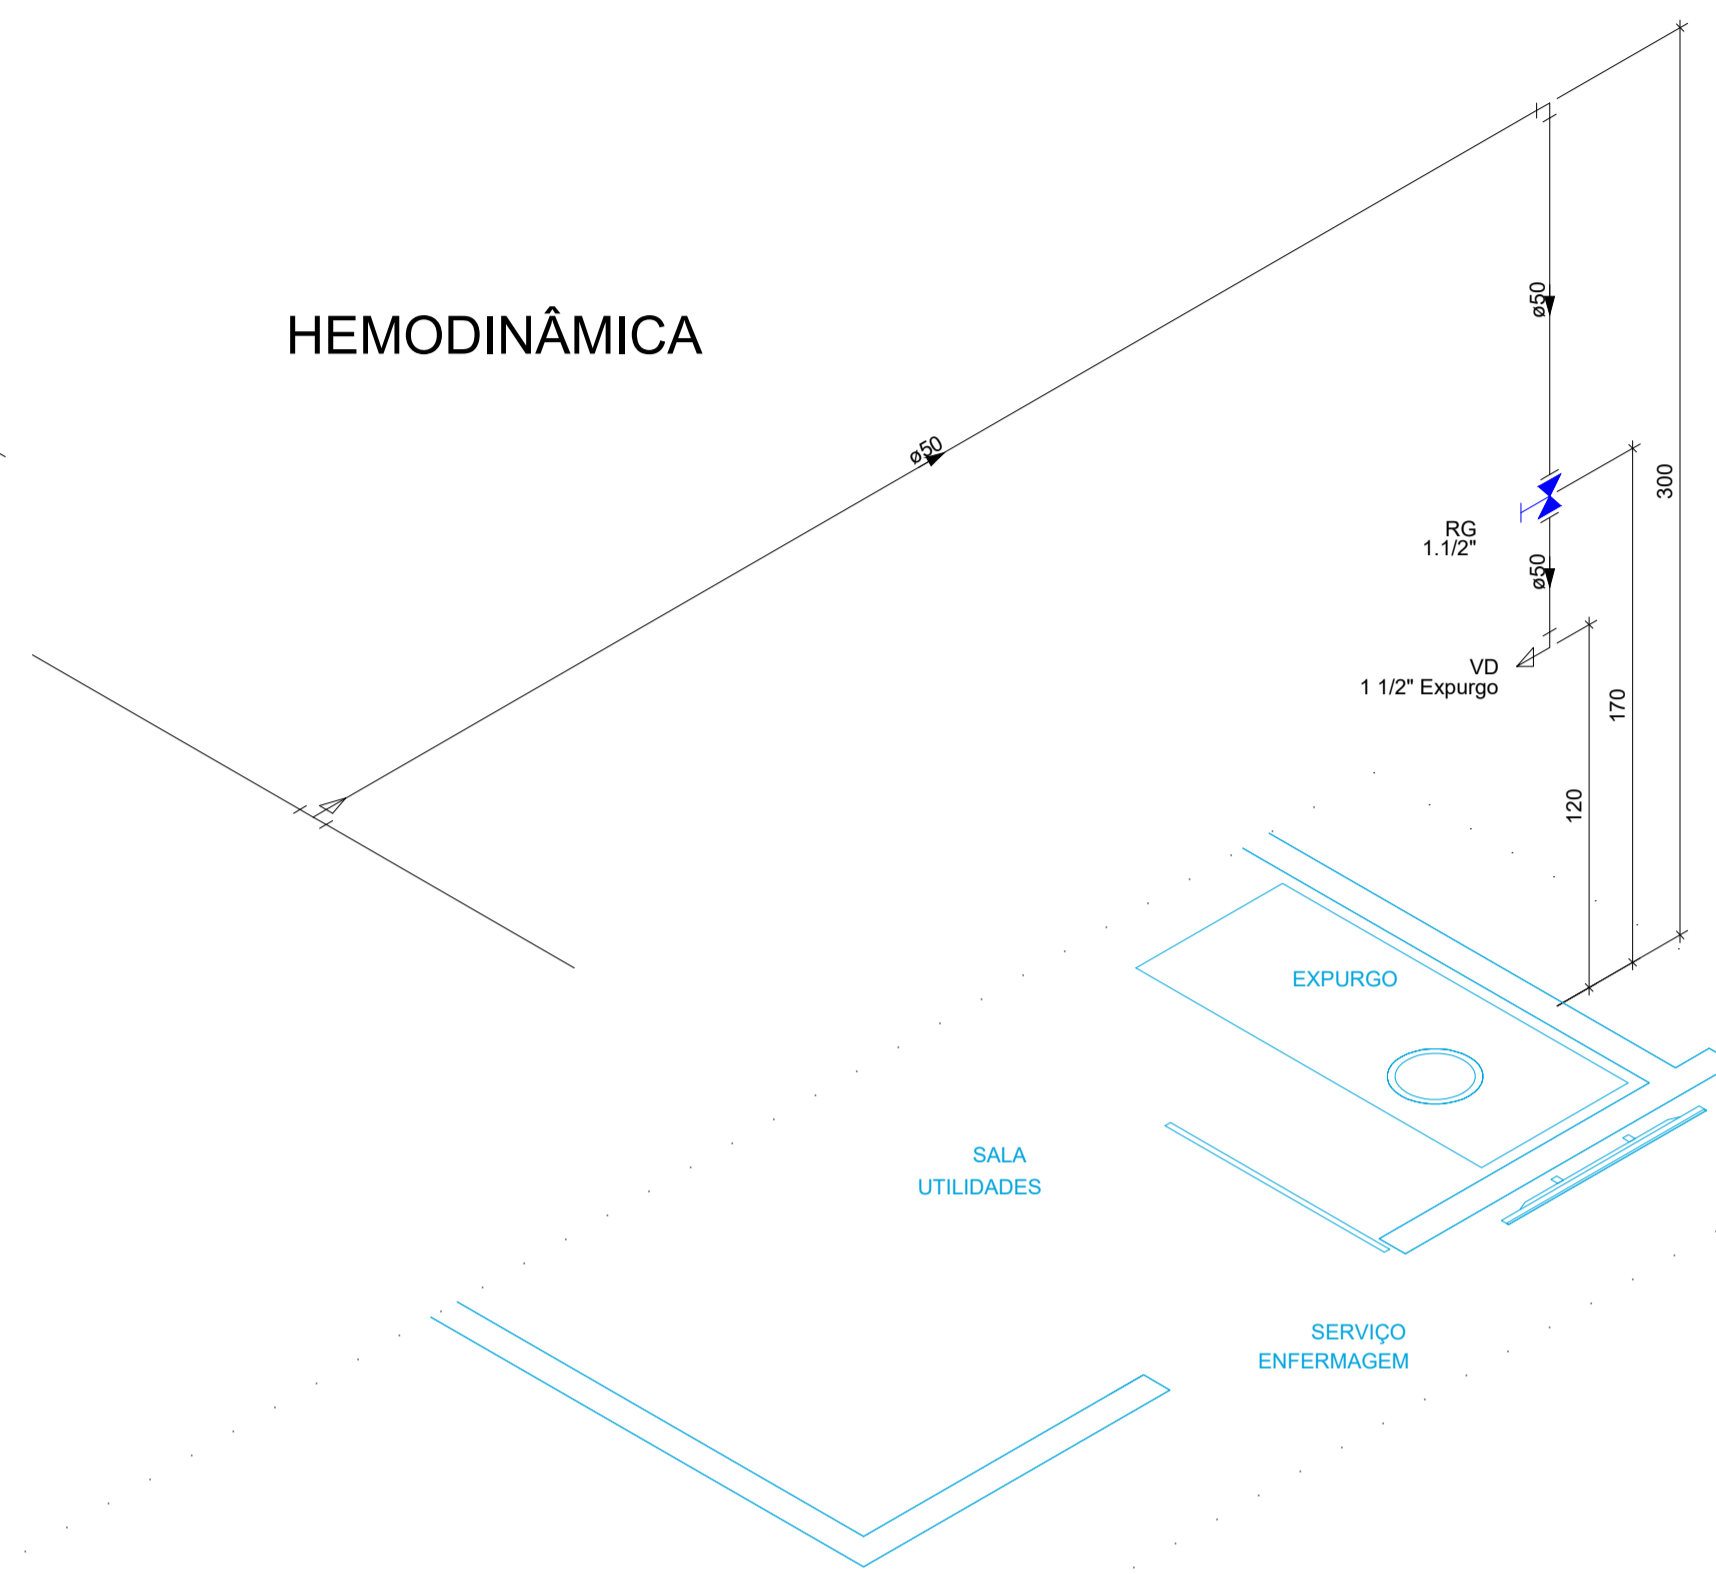 HEMODINÂMICA
ø50
ø50
300
RG
1.1/2"
ø50
VD
1 1/2" Expurgo
170
120
EXPURGO
SALA
UTILIDADES
SERVIÇO
ENFERMAGEM